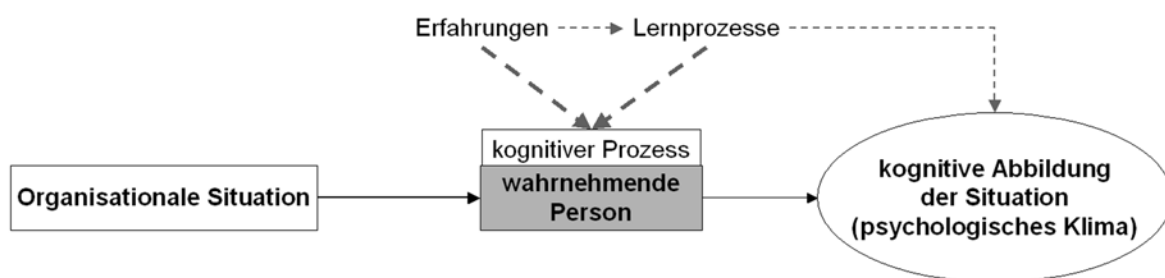 Erfahrungen
Lernprozesse
kognitiver Prozess
Organisationale Situation
wahrnehmende
Person
kognitive Abbildung
der Situation
(psychologisches Klima)